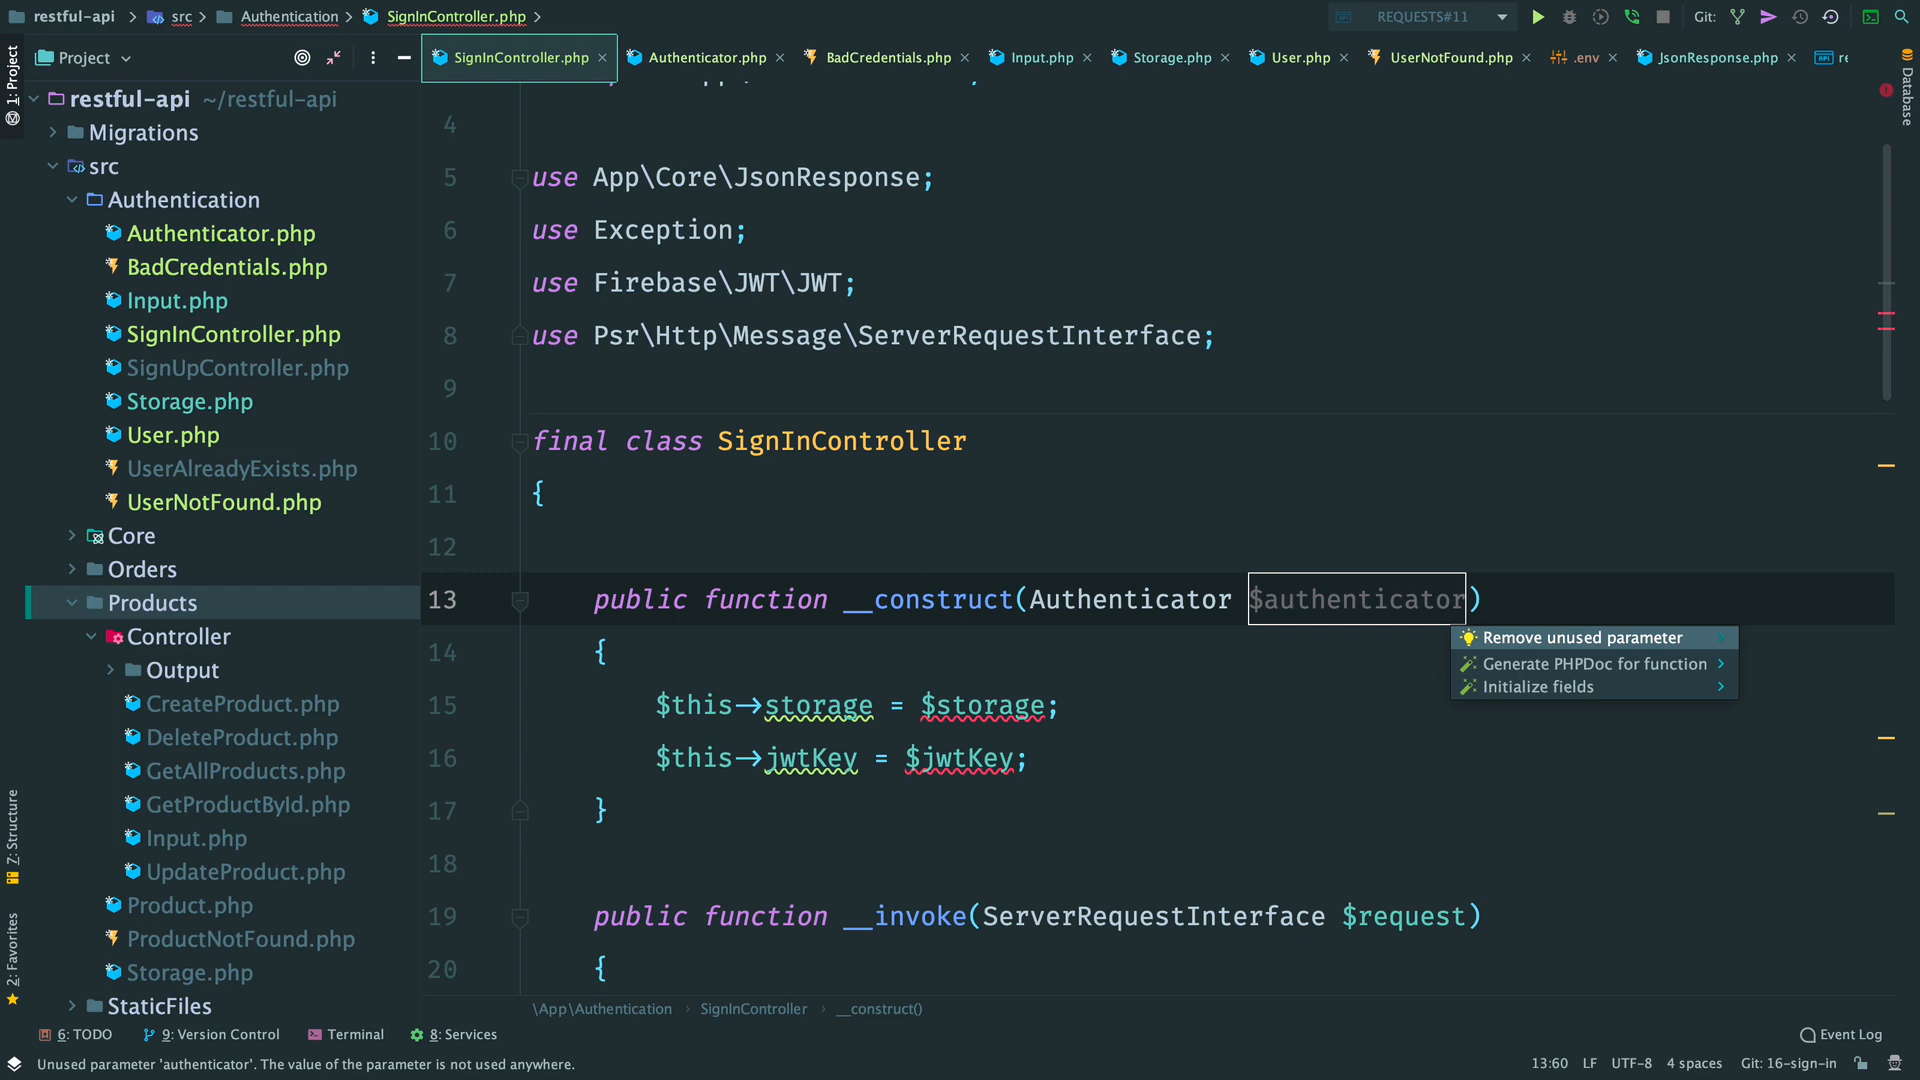 restful-api > src > Authentication > SignInController.php >
REQUESTS#11
Git:
Project
SignInController.php
Authenticator.php
BadCredentials.php
Input.php
Storage.php
User.php
UserNotFound.php
.env
JsonResponse.php
re
1: Project
Z: Structure
2: Favorites
Database
restful-api ~/restful-api
Migrations
src
Authentication
Authenticator.php
BadCredentials.php
Input.php
SignInController.php
SignUpController.php
Storage.php
User.php
UserAlreadyExists.php
UserNotFound.php
Core
Orders
Products
Controller
Output
CreateProduct.php
DeleteProduct.php
GetAllProducts.php
GetProductById.php
Input.php
UpdateProduct.php
Product.php
ProductNotFound.php
Storage.php
StaticFiles
4
5 use App\Core\JsonResponse;
6 use Exception;
7 use Firebase\JWT\JWT;
8 use Psr\Http\Message\ServerRequestInterface;
9
10 final class SignInController
11 {
12
13 public function __construct(Authenticator $authenticator)
14 {
15 $this->storage = $storage;
16 $this->jwtKey = $jwtKey;
17 }
18
19 public function __invoke(ServerRequestInterface $request)
20 {
Remove unused parameter
Generate PHPDoc for function
Initialize fields
\App\Authentication > SignInController > __construct()
6: TODO
9: Version Control
Terminal
8: Services
Event Log
Unused parameter 'authenticator'. The value of the parameter is not used anywhere.
13:60 LF UTF-8 4 spaces Git: 16-sign-in